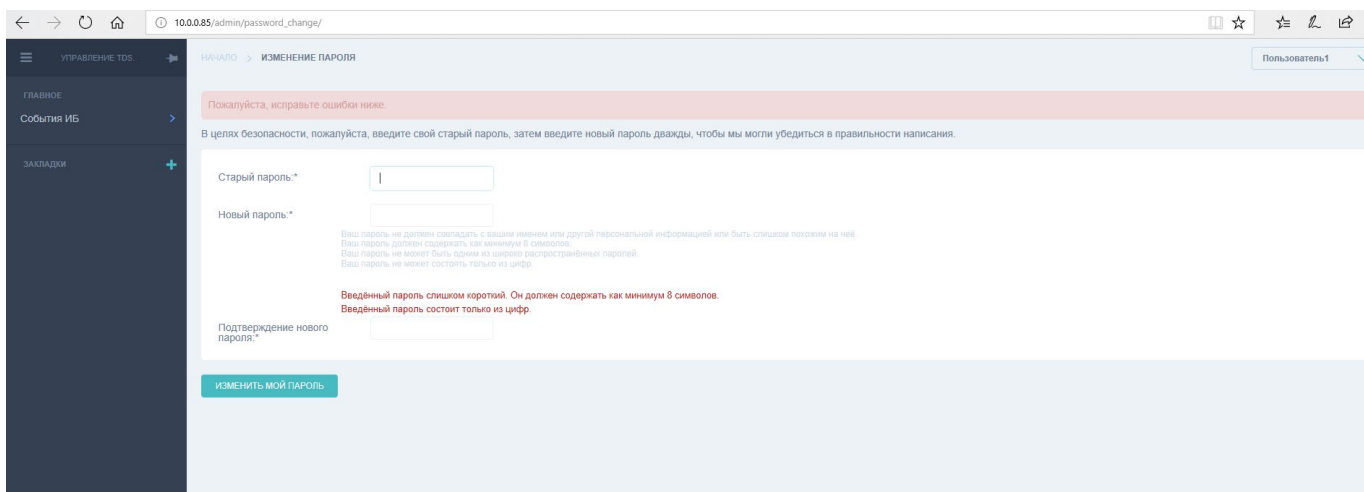 10.0.0.85/admin/password_change/
УПРАВЛЕНИЕ TDS
НАЧАЛО > ИЗМЕНЕНИЕ ПАРОЛЯ
Пользователь1
ГЛАВНОЕ
События ИБ
ЗАКЛАДКИ
Пожалуйста, исправьте ошибки ниже.
В целях безопасности, пожалуйста, введите свой старый пароль, затем введите новый пароль дважды, чтобы мы могли убедиться в правильности написания.
Старый пароль:*
Новый пароль:*
Ваш пароль не должен совпадать с вашим именем или другой персональной информацией или быть слишком похожим на неё.
Ваш пароль должен содержать как минимум 8 символов.
Ваш пароль не может быть одним из широко распространённых паролей.
Ваш пароль не может состоять только из цифр.
Введённый пароль слишком короткий. Он должен содержать как минимум 8 символов.
Введённый пароль состоит только из цифр.
Подтверждение нового
пароля:*
ИЗМЕНИТЬ МОЙ ПАРОЛЬ